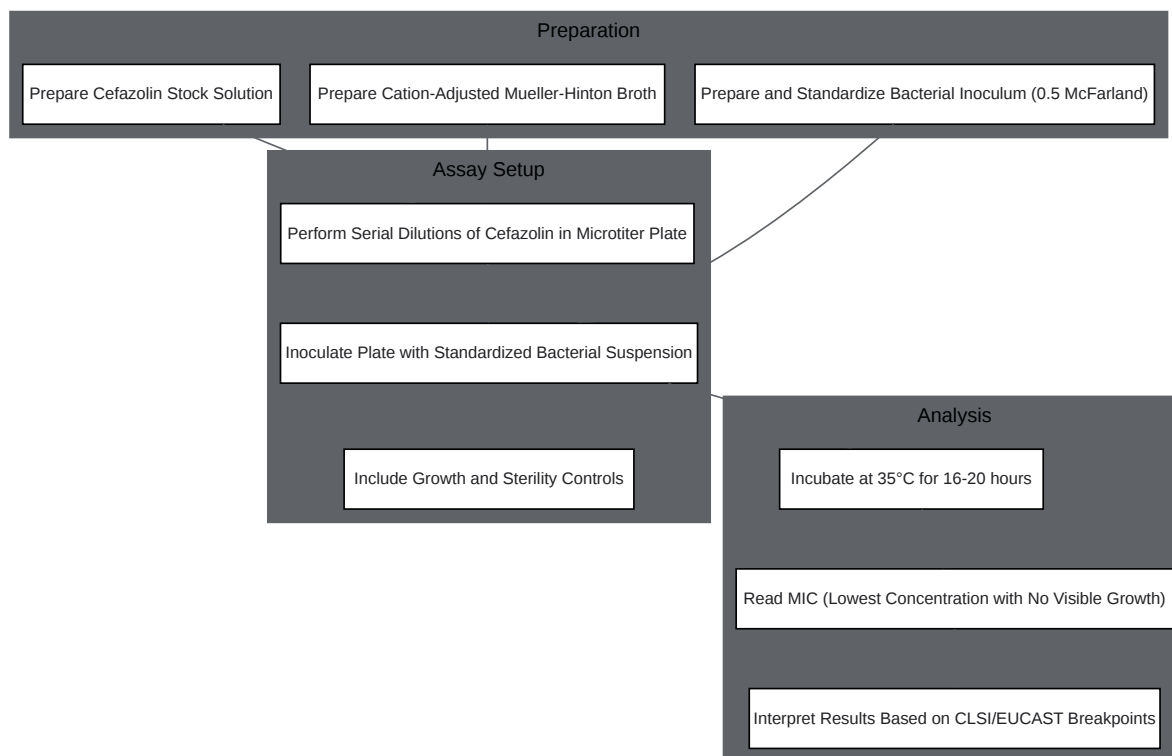 Preparation
Prepare Cefazolin Stock Solution
Prepare Cation-Adjusted Mueller-Hinton Broth
Prepare and Standardize Bacterial Inoculum (0.5 McFarland)
Assay Setup
Perform Serial Dilutions of Cefazolin in Microtiter Plate
Inoculate Plate with Standardized Bacterial Suspension
Include Growth and Sterility Controls
Analysis
Incubate at 35°C for 16-20 hours
Read MIC (Lowest Concentration with No Visible Growth)
Interpret Results Based on CLSI/EUCAST Breakpoints